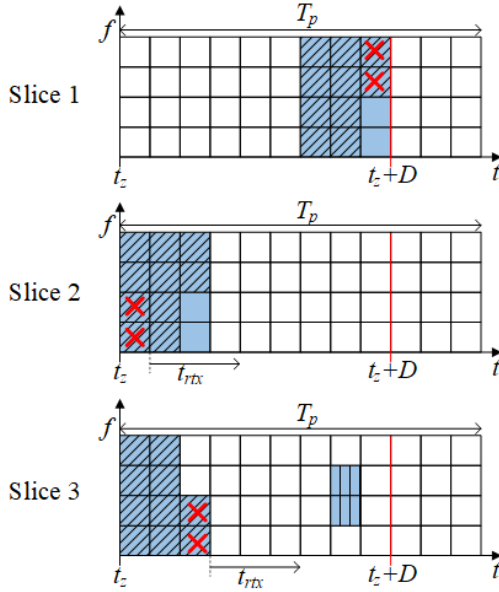 T_p
f
Slice 1
t_z t_z+D t
T_p
f
Slice 2
t_z t_rtx t_z+D t
T_p
f
Slice 3
t_z t_rtx t_z+D t